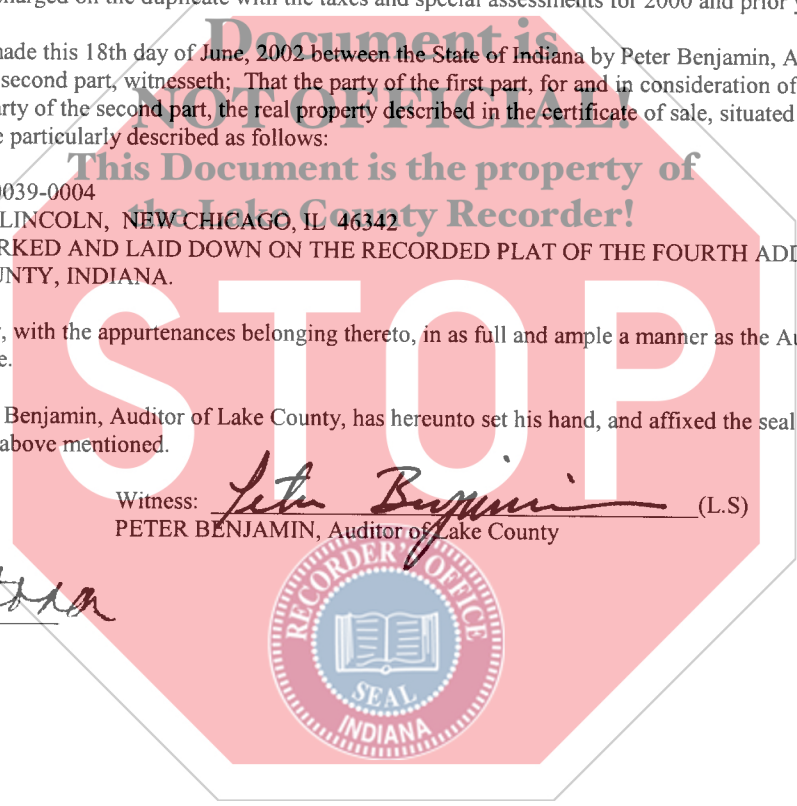 charged on the duplicate with the taxes and special assessments for 2000 and prior
Document is
made this 18th day of June, 2002 between the State of Indiana by Peter Benjamin, A
second part, witnesseth; That the party of the first part, for and in consideration of
NOT OFFICIAL!
arty of the second part, the real property described in the certificate of sale, situated
e particularly described as follows:
This Document is the property of
0039-0004
the Lake County Recorder!
LINCOLN, NEW CHICAGO, IL 46342
RKED AND LAID DOWN ON THE RECORDED PLAT OF THE FOURTH ADD
UNTY, INDIANA.
STOP
, with the appurtenances belonging thereto, in as full and ample a manner as the Au
e.
Benjamin, Auditor of Lake County, has hereunto set his hand, and affixed the seal
above mentioned.
Witness: Peter Benjamin (L.S)
PETER BENJAMIN, Auditor of Lake County
RECORDER'S OFFICE
SEAL
INDIANA